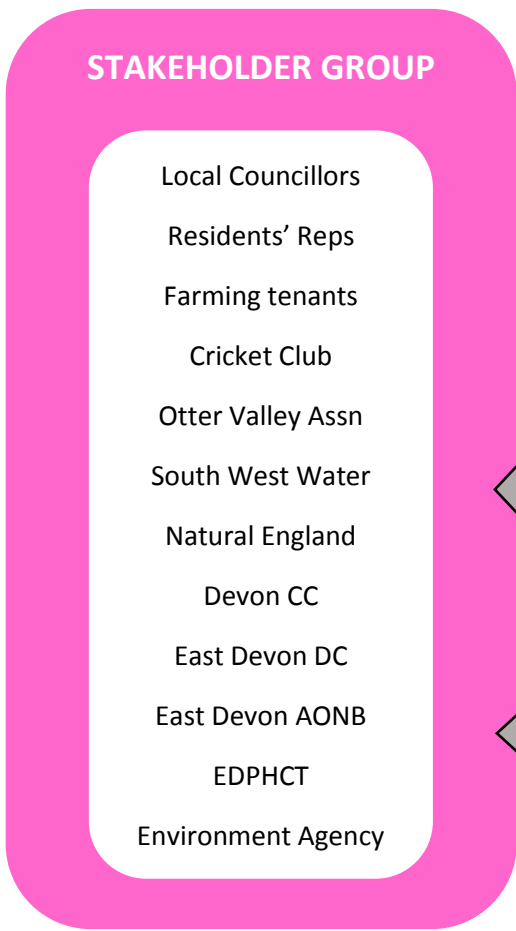 STAKEHOLDER GROUP
Local Councillors
Residents’ Reps
Farming tenants
Cricket Club
Otter Valley Assn
South West Water
Natural England
Devon CC
East Devon DC
East Devon AONB
EDPHCT
Environment Agency